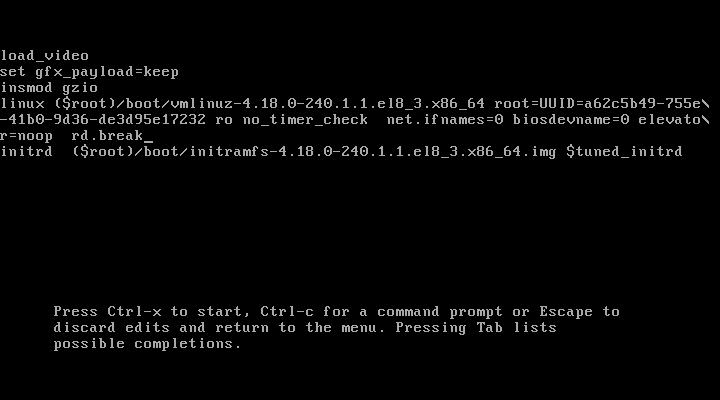 load_video
set gfx_payload=keep
insmod gzio
linux ($root)/boot/vmlinuz-4.18.0-240.1.1.el8_3.x86_64 root=UUID=a62c5b49-755e\
-41b0-9d36-de3d95e17232 ro no_timer_check  net.ifnames=0 biosdevname=0 elevato\
r=noop  rd.break_
initrd  ($root)/boot/initramfs-4.18.0-240.1.1.el8_3.x86_64.img $tuned_initrd
Press Ctrl-x to start, Ctrl-c for a command prompt or Escape to
discard edits and return to the menu. Pressing Tab lists
possible completions.